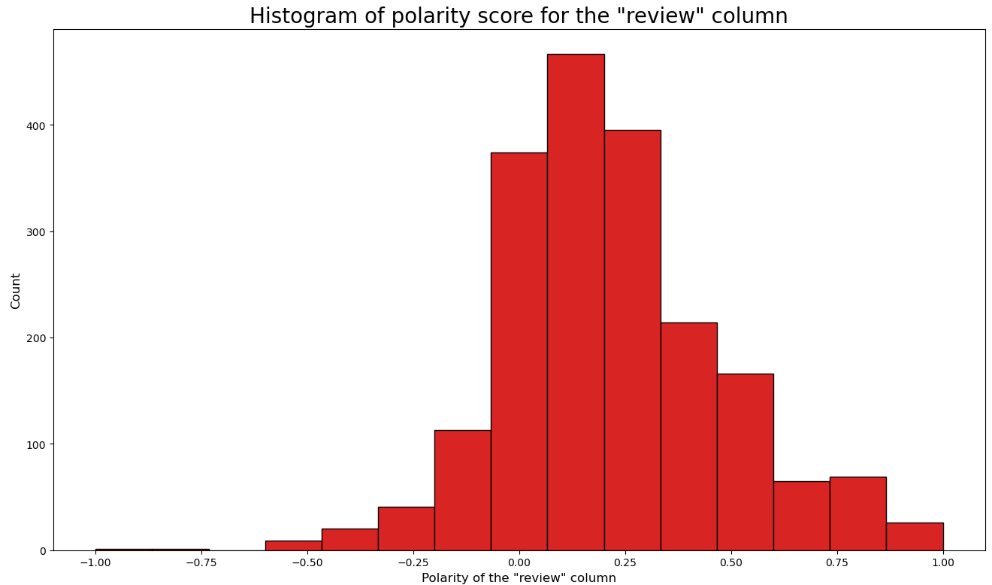 Histogram of polarity score for the "review" column
Count
400
300
200
100
0
−1.00 −0.75 −0.50 −0.25 0.00 0.25 0.50 0.75 1.00
Polarity of the "review" column